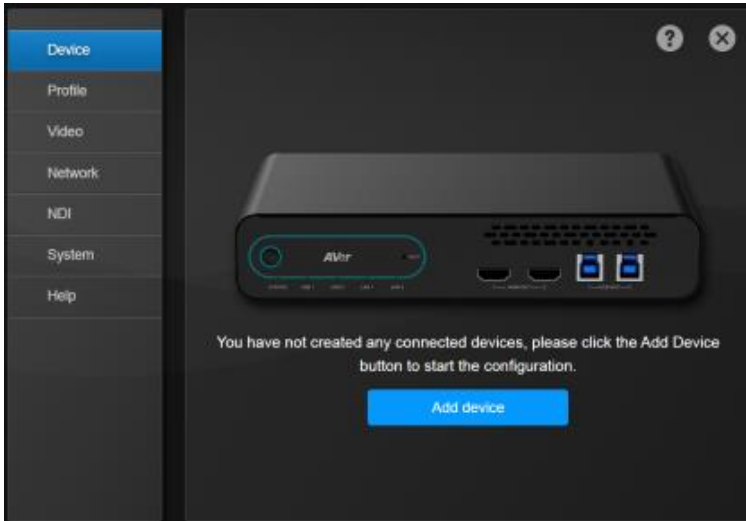 Device
Profile
Video
Network
NDI
System
Help
?
AVer
You have not created any connected devices, please click the Add Device
button to start the configuration.
Add device